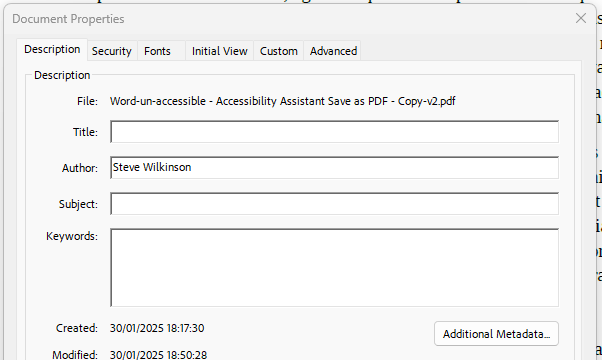 Document Properties
Description Security Fonts Initial View Custom Advanced
Description
File: Word-un-accessible - Accessibility Assistant Save as PDF - Copy-v2.pdf
Title:
Author: Steve Wilkinson
Subject:
Keywords:
Created: 30/01/2025 18:17:30
Additional Metadata...
Modified: 30/01/2025 18:50:28